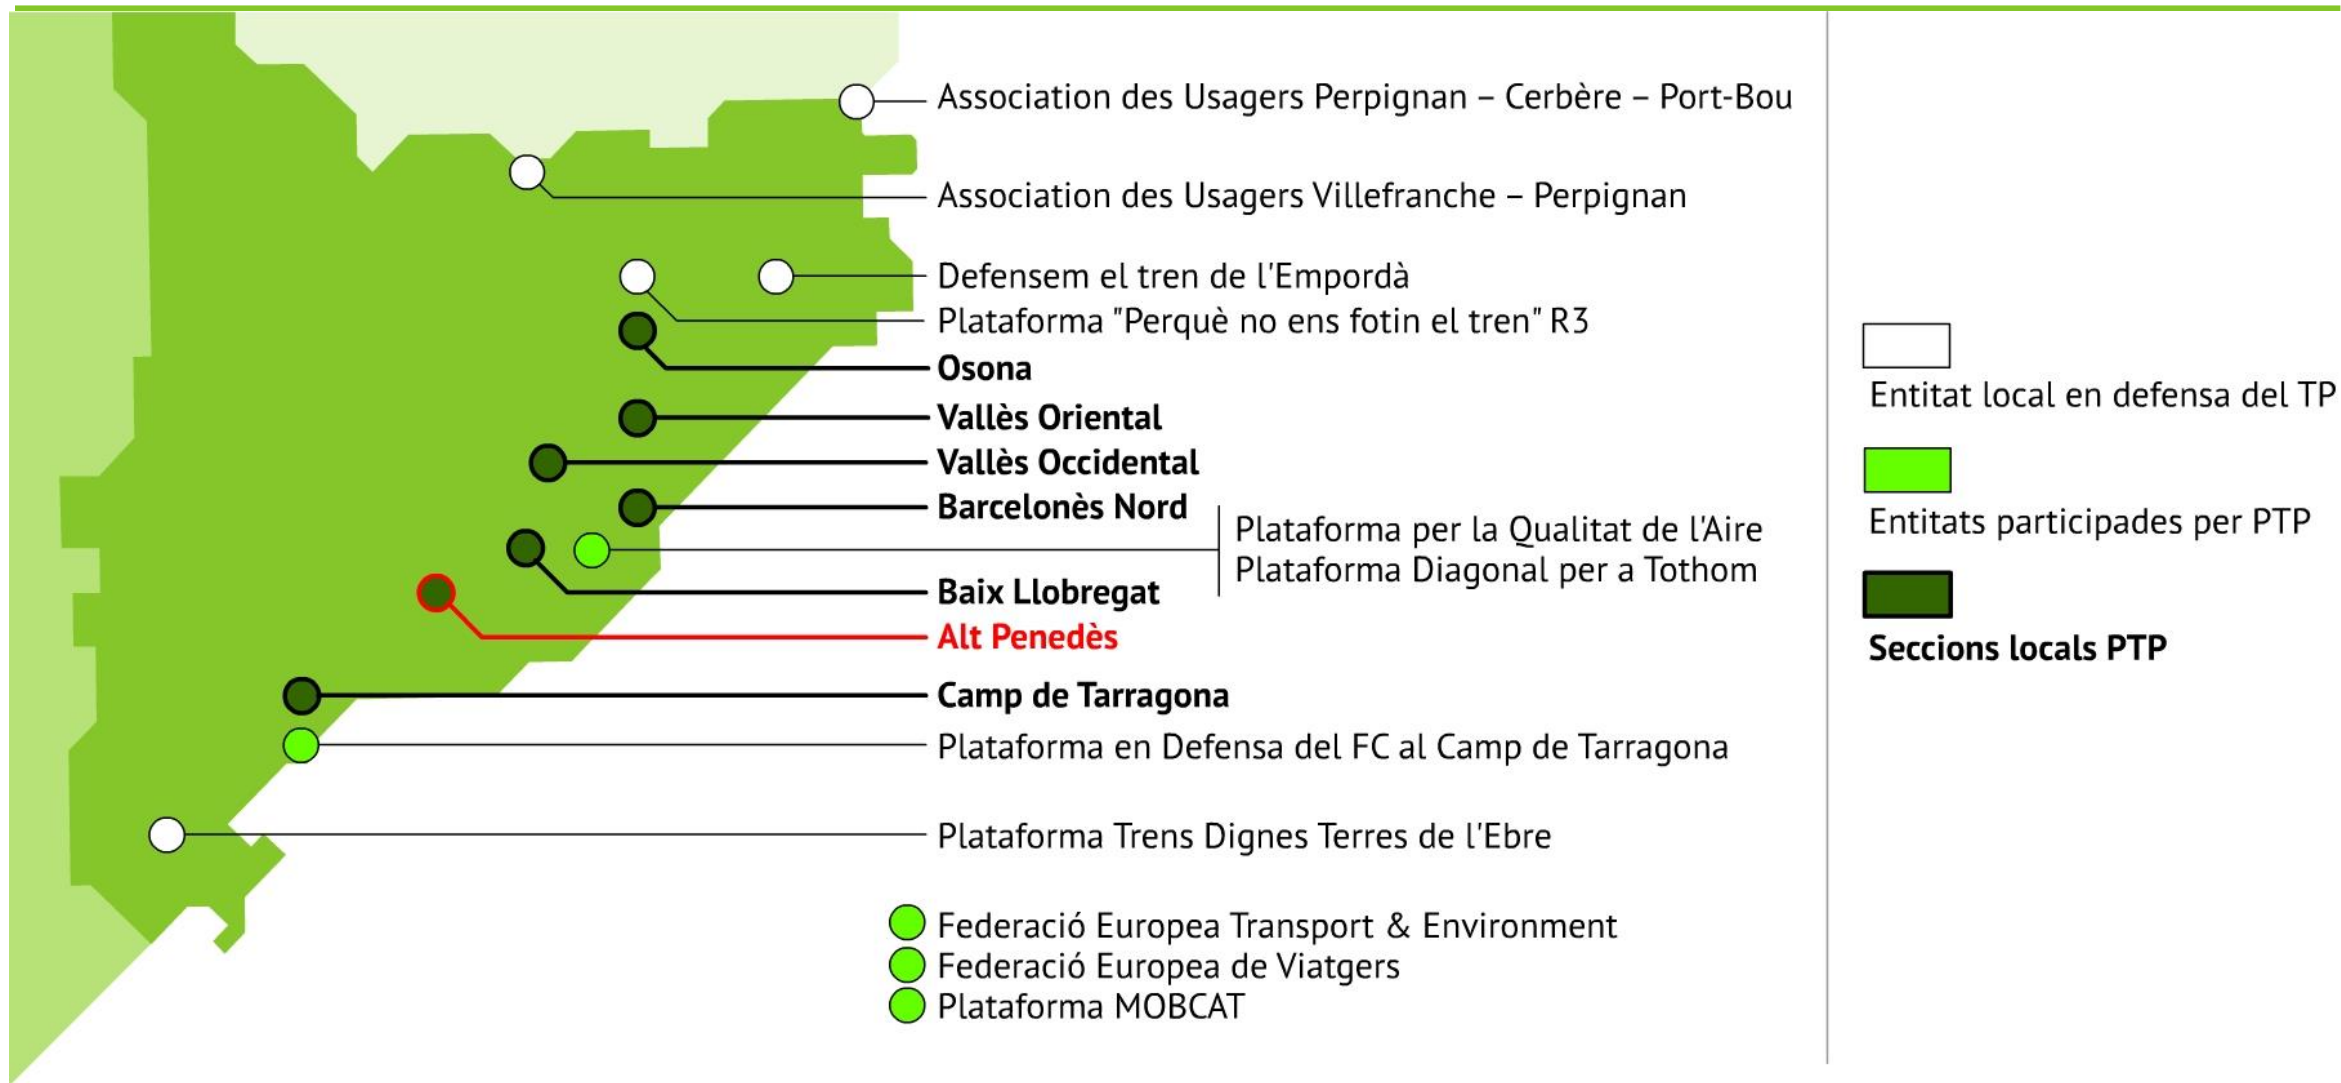 Association des Usagers Perpignan – Cerbère – Port-Bou
Association des Usagers Villefranche – Perpignan
Defensem el tren de l'Empordà
Plataforma "Perquè no ens fotin el tren" R3
Osona
Vallès Oriental
Vallès Occidental
Barcelonès Nord
Plataforma per la Qualitat de l'Aire
Plataforma Diagonal per a Tothom
Baix Llobregat
Alt Penedès
Camp de Tarragona
Plataforma en Defensa del FC al Camp de Tarragona
Plataforma Trens Dignes Terres de l'Ebre
Federació Europea Transport & Environment
Federació Europea de Viatgers
Plataforma MOBCAT
Entitat local en defensa del TP
Entitats participades per PTP
Seccions locals PTP